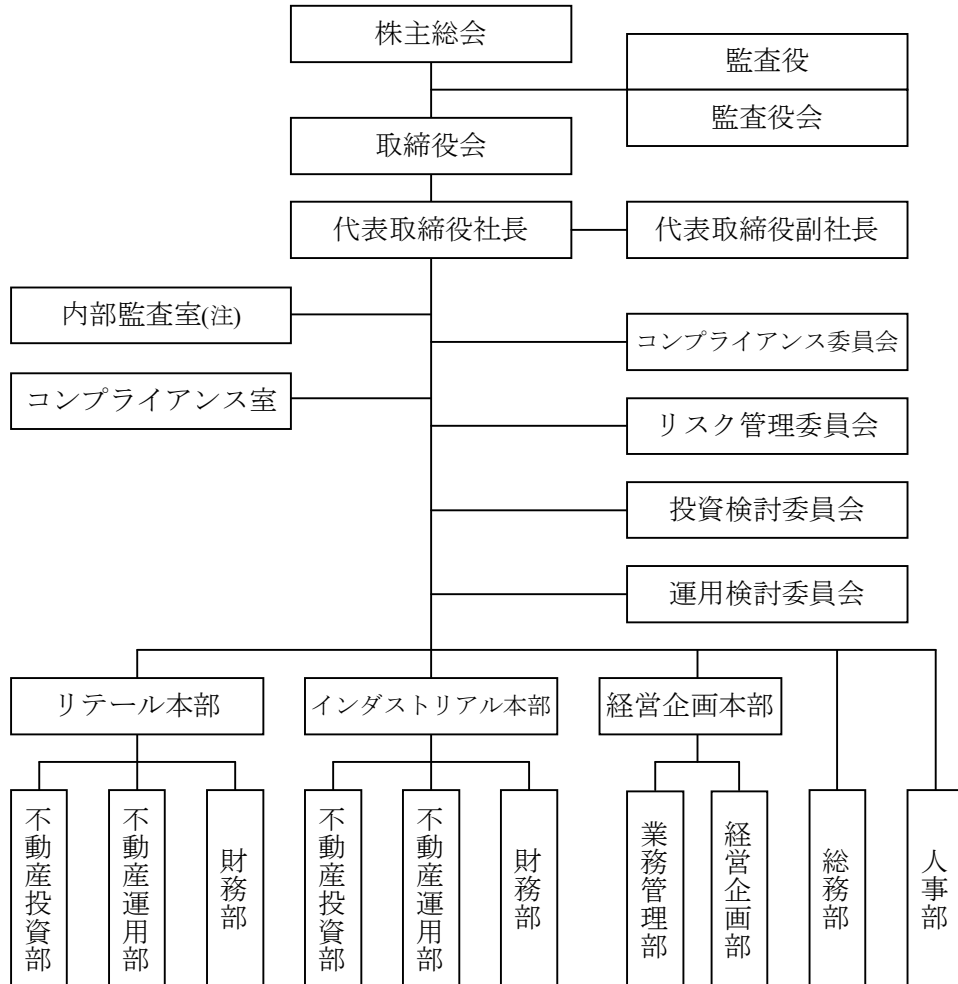 株主総会
監査役
監査役会
取締役会
代表取締役社長
代表取締役副社長
内部監査室(注)
コンプライアンス委員会
コンプライアンス室
リスク管理委員会
投資検討委員会
運用検討委員会
リテール本部
インダストリアル本部
経営企画本部
不動産投資部
不動産運用部
財務部
不動産投資部
不動産運用部
財務部
業務管理部
経営企画部
総務部
人事部